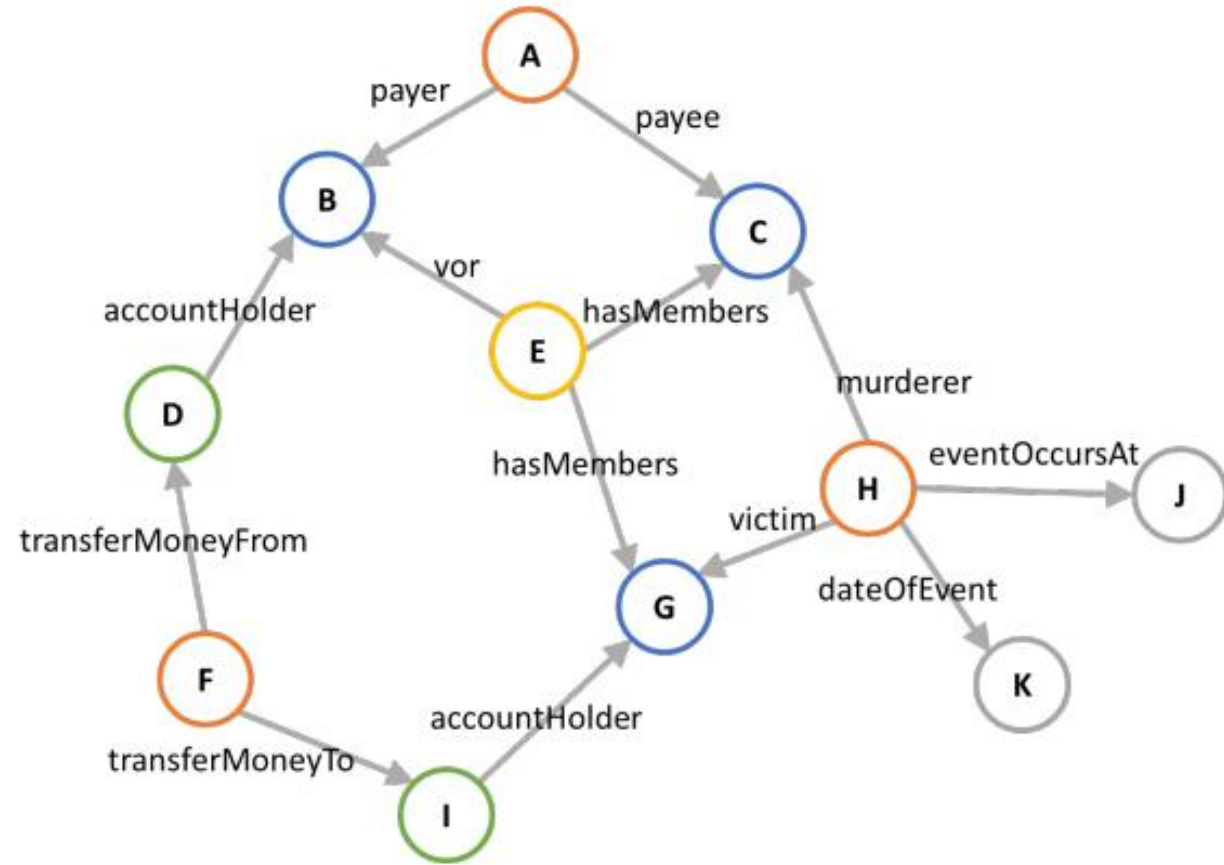 A
payer
payee
B
C
vor
accountHolder
hasMembers
E
murderer
D
eventOccursAt
hasMembers
H
J
victim
transferMoneyFrom
dateOfEvent
G
F
K
accountHolder
transferMoneyTo
I